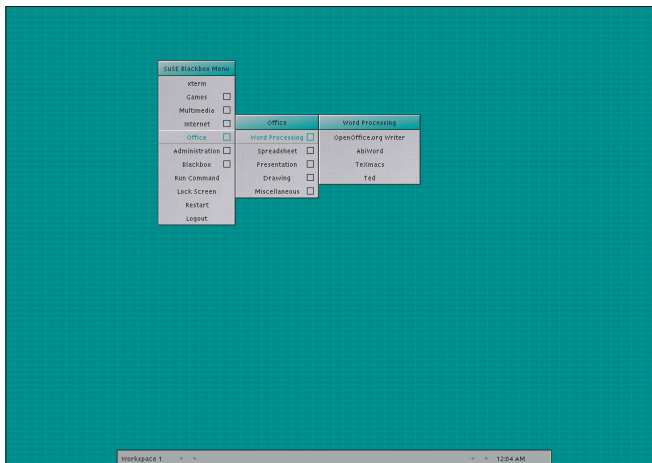 SuSE Blackbox Menu
xterm
Games
Multimedia
Internet
Office
Administration
Blackbox
Run Command
Lock Screen
Restart
Logout
Office
Word Processing
Spreadsheet
Presentation
Drawing
Miscellaneous
Word Processing
OpenOffice.org Writer
AbiWord
TeXmacs
Ted
Workspace 1
12:04 AM